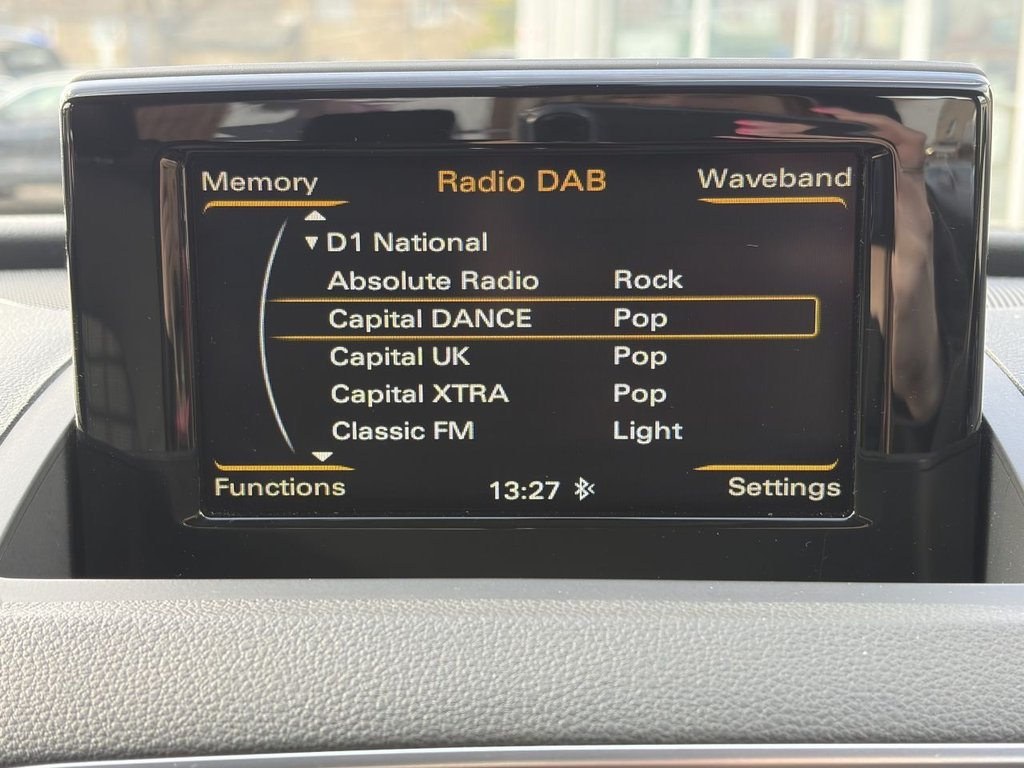 Memory Radio DAB Waveband
D1 National
Absolute Radio Rock
Capital DANCE Pop
Capital UK Pop
Capital XTRA Pop
Classic FM Light
Functions 13:27 Settings